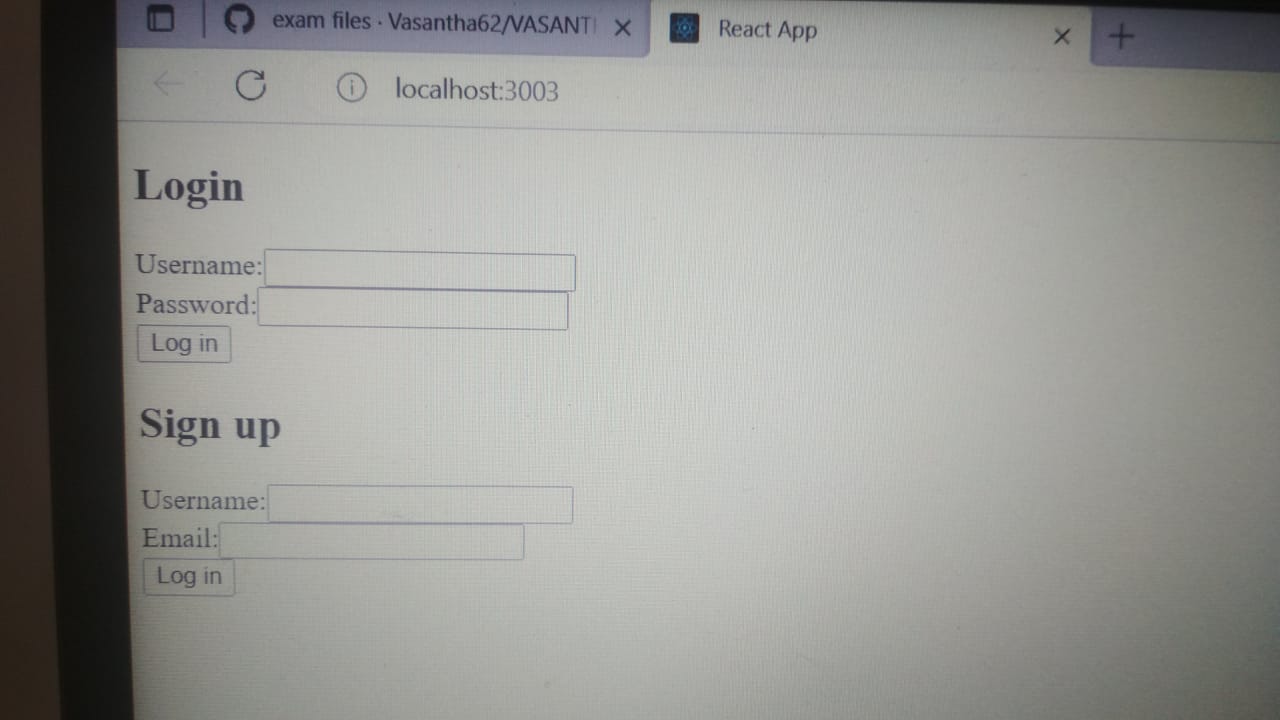 exam files · Vasantha62/VASANT
React App
localhost:3003
Login
Username:
Password:
Log in
Sign up
Username:
Email:
Log in